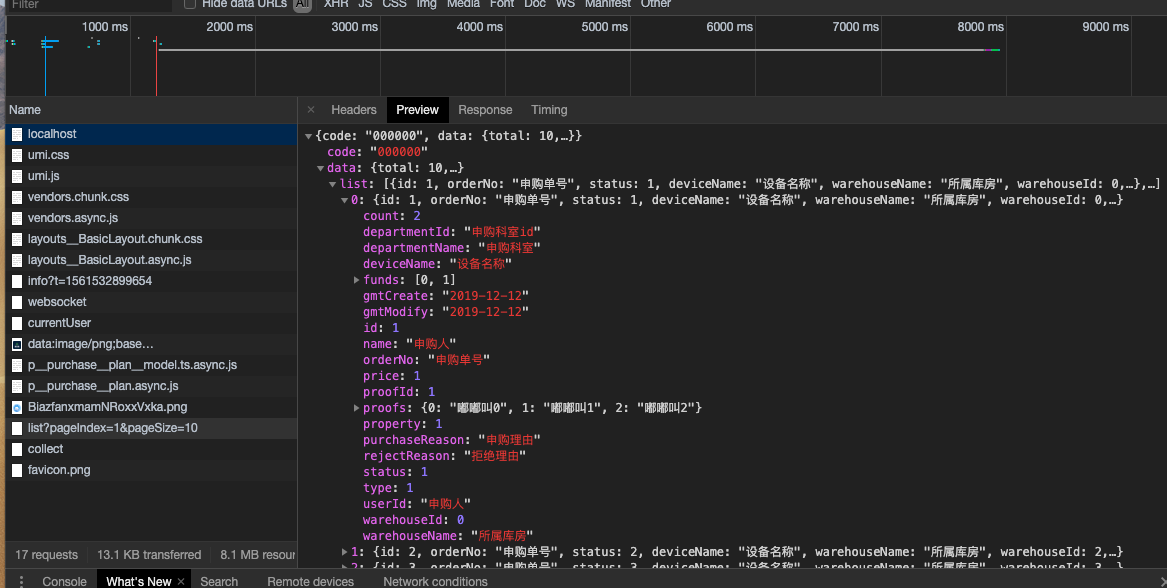 Filter Hide data URLs All XHR JS CSS Img Media Font Doc WS Manifest Other
1000 ms 2000 ms 3000 ms 4000 ms 5000 ms 6000 ms 7000 ms 8000 ms 9000 ms
Name
× Headers Preview Response Timing
localhost
umi.css
umi.js
vendors.chunk.css
vendors.async.js
layouts__BasicLayout.chunk.css
layouts__BasicLayout.async.js
info?t=1561532899654
websocket
currentUser
data:image/png;base…
p__purchase__plan__model.ts.async.js
p__purchase__plan.async.js
BiazfanxmamNRoxxVxka.png
list?pageIndex=1&pageSize=10
collect
favicon.png
{code: "000000", data: {total: 10,…}}
code: "000000"
data: {total: 10,…}
list: [{id: 1, orderNo: "申购单号", status: 1, deviceName: "设备名称", warehouseName: "所属库房", warehouseId: 0,…},…]
0: {id: 1, orderNo: "申购单号", status: 1, deviceName: "设备名称", warehouseName: "所属库房", warehouseId: 0,…}
count: 2
departmentId: "申购科室id"
departmentName: "申购科室"
deviceName: "设备名称"
funds: [0, 1]
gmtCreate: "2019-12-12"
gmtModify: "2019-12-12"
id: 1
name: "申购人"
orderNo: "申购单号"
price: 1
proofId: 1
proofs: {0: "嘟嘟叫0", 1: "嘟嘟叫1", 2: "嘟嘟叫2"}
property: 1
purchaseReason: "申购理由"
rejectReason: "拒绝理由"
status: 1
type: 1
userId: "申购人"
warehouseId: 0
warehouseName: "所属库房"
1: {id: 2, orderNo: "申购单号", status: 2, deviceName: "设备名称", warehouseName: "所属库房", warehouseId: 2,…}
2: {id: 3, orderNo: "申购单号", status: 3, deviceName: "设备名称", warehouseName: "所属库房", warehouseId: 3,…}
17 requests 13.1 KB transferred 8.1 MB resour
Console What's New × Search Remote devices Network conditions